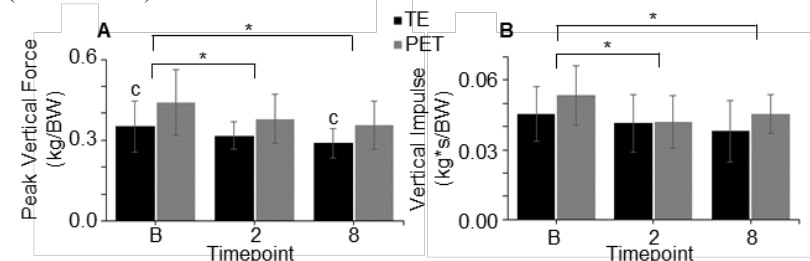 A
TE
PET
B
*
*
0.6
c
c
0.3
0.0
Peak Vertical Force
(kg/BW)
B
2
8
Timepoint
*
*
0.06
0.03
0.00
Vertical Impulse
(kg*s/BW)
B
2
8
Timepoint